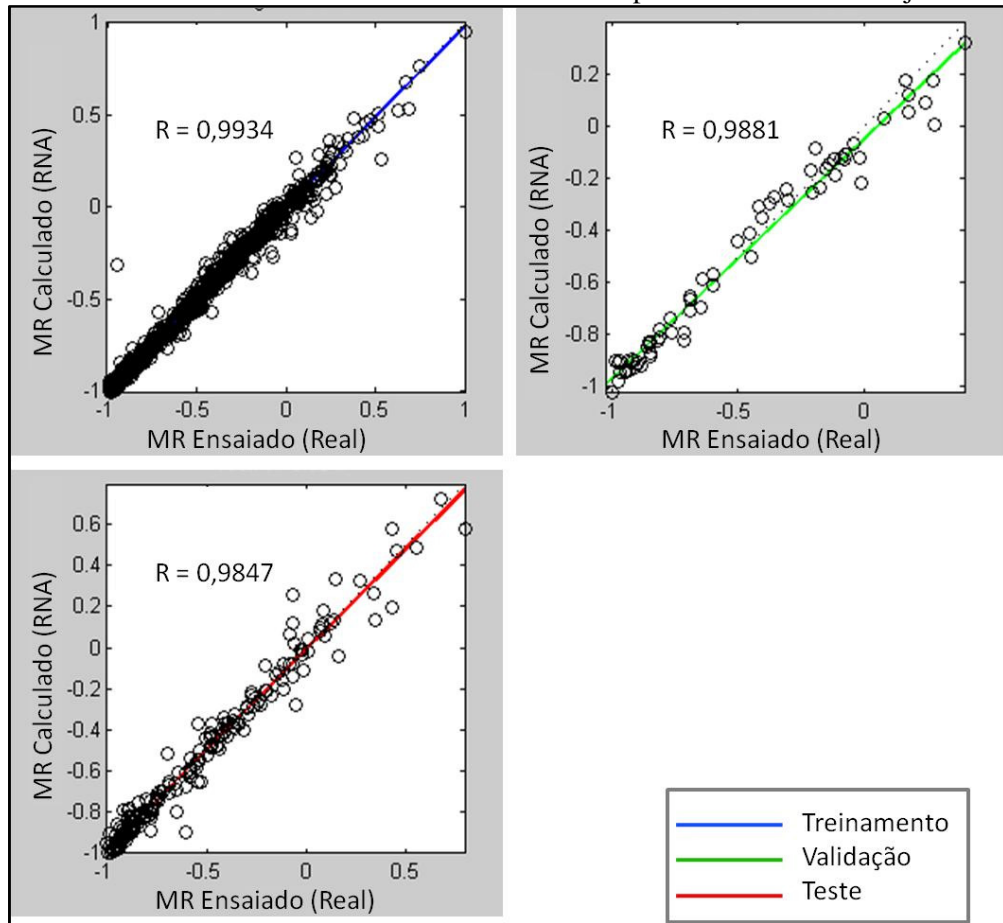 1
0.5
0
-0.5
-1
-1 -0.5 0 0.5 1
R = 0,9934
MR Calculado (RNA)
MR Ensaiado (Real)
0.2
0
-0.2
-0.4
-0.6
-0.8
-1
-1 -0.5 0
R = 0,9881
MR Calculado (RNA)
MR Ensaiado (Real)
0.6
0.4
0.2
0
-0.2
-0.4
-0.6
-0.8
-1
-1 -0.5 0 0.5
R = 0,9847
MR Calculado (RNA)
MR Ensaiado (Real)
Treinamento
Validação
Teste